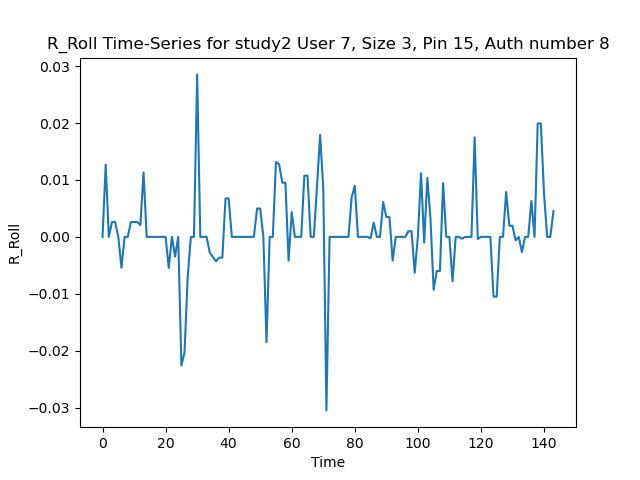 R_Roll Time-Series for study2 User 7, Size 3, Pin 15, Auth number 8
0.03
0.02
0.01
0.00
−0.01
−0.02
−0.03
R_Roll
0 20 40 60 80 100 120 140
Time